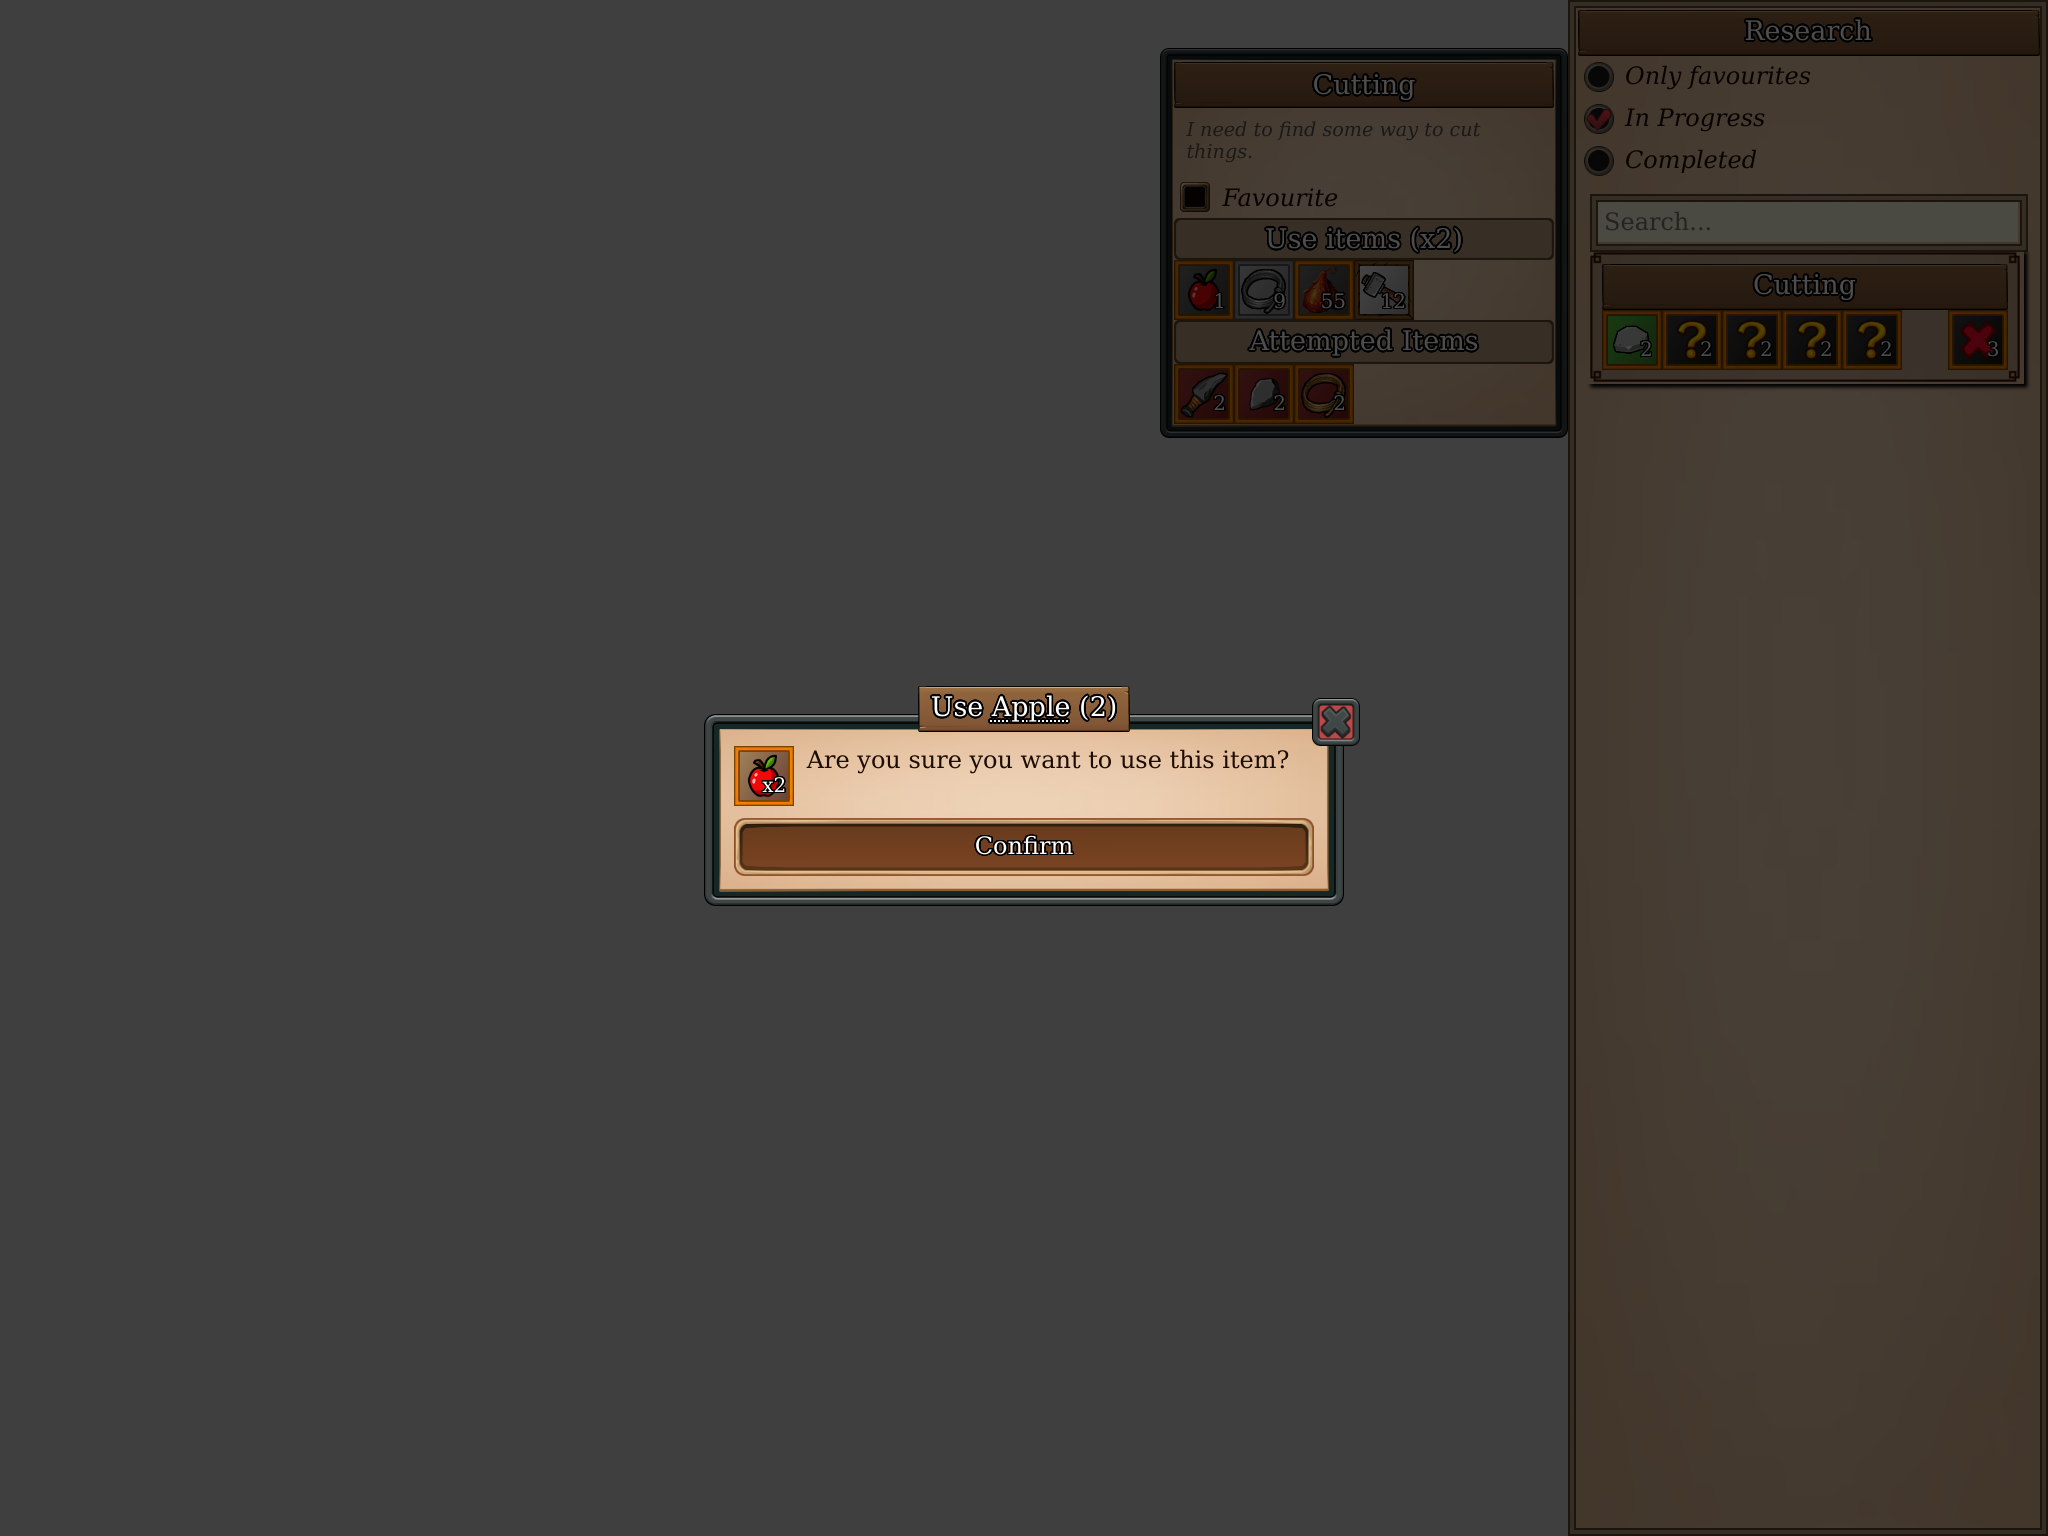 Research
Only favourites
In Progress
Completed
Search...
Cutting
2
2
2
2
2
3
Cutting
I need to find some way to cut
things.
Favourite
Use items (x2)
1
9
55
12
Attempted Items
2
2
2
Use Apple (2)
Are you sure you want to use this item?
x2
Confirm